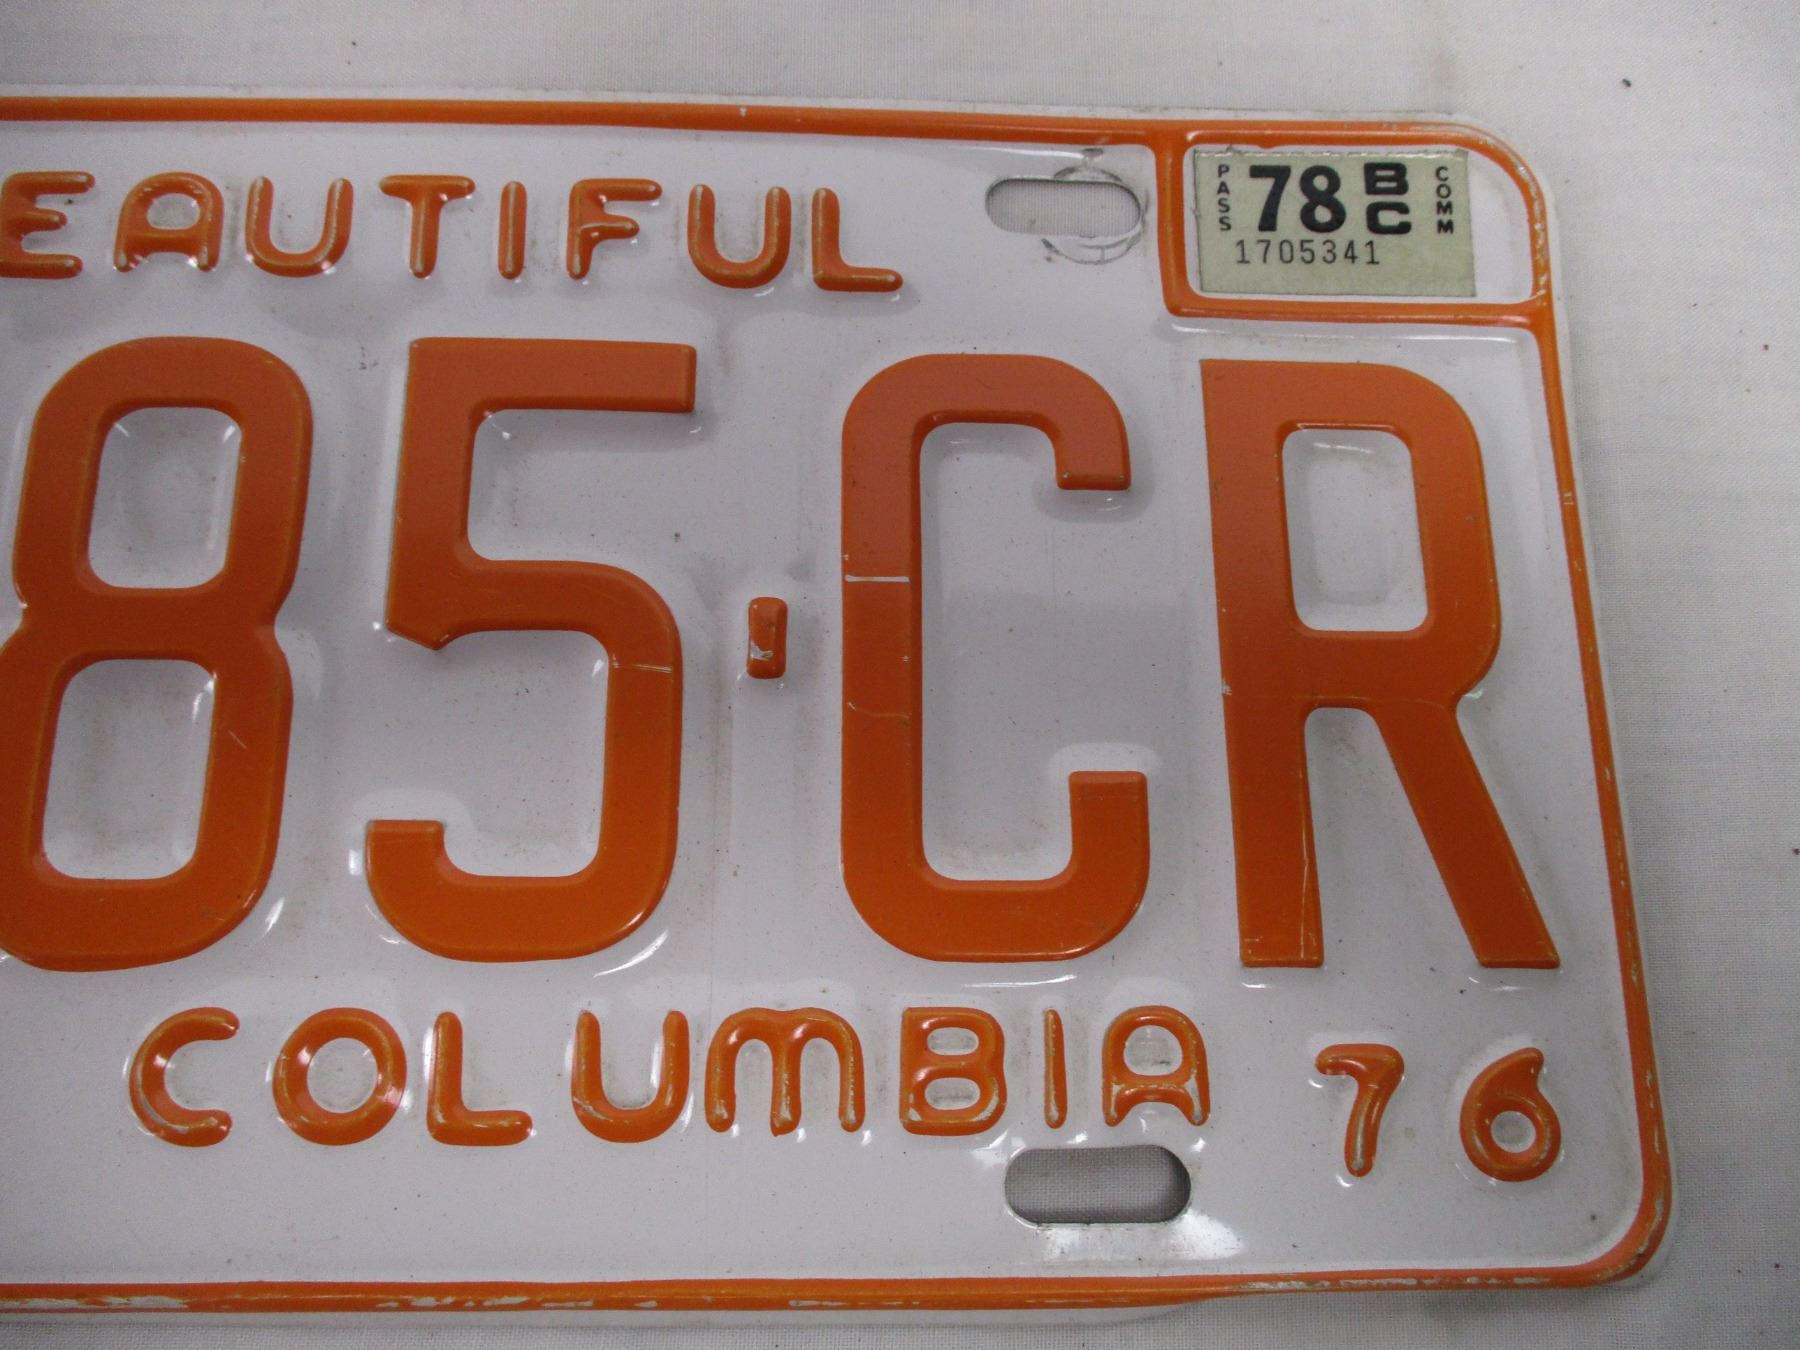 EAUTIFUL
PASS 78 BC COMM
1705341
85-CR
COLUMBIA 76